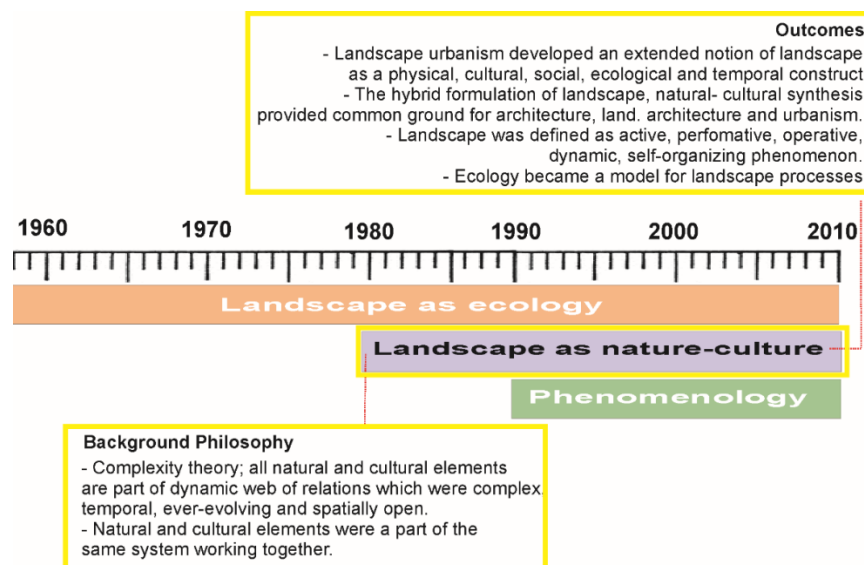 Outcomes
- Landscape urbanism developed an extended notion of landscape
as a physical, cultural, social, ecological and temporal construct
- The hybrid formulation of landscape, natural- cultural synthesis
provided common ground for architecture, land. architecture and urbanism.
- Landscape was defined as active, perfomative, operative,
dynamic, self-organizing phenomenon.
- Ecology became a model for landscape processes
1960 1970 1980 1990 2000 2010
Landscape as ecology
Landscape as nature-culture
Phenomenology
Background Philosophy
- Complexity theory; all natural and cultural elements
are part of dynamic web of relations which were complex,
temporal, ever-evolving and spatially open.
- Natural and cultural elements were a part of the
same system working together.